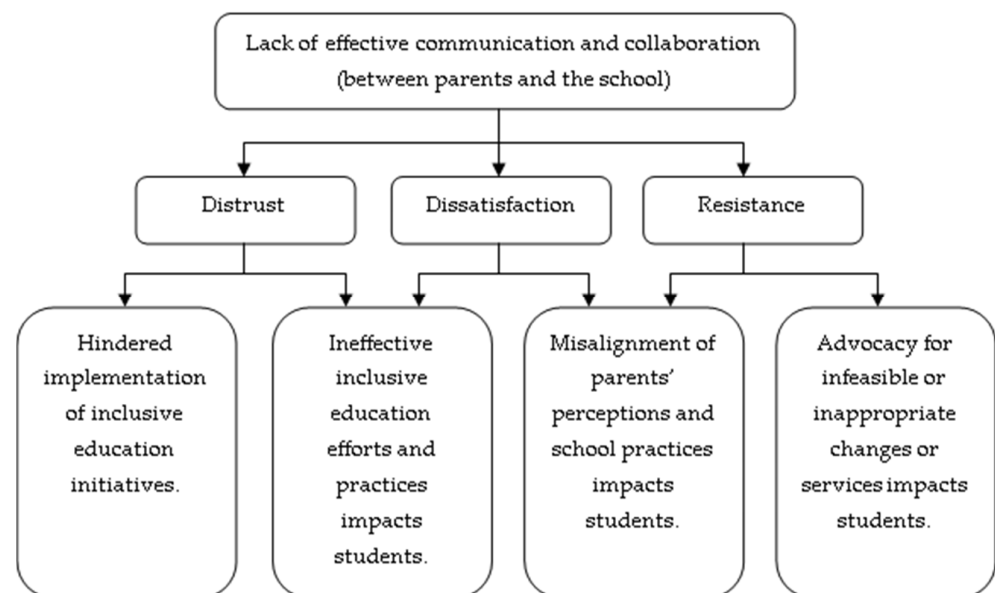 Lack of effective communication and collaboration
(between parents and the school)
Distrust
Dissatisfaction
Resistance
Hindered
implementation
of inclusive
education
initiatives.
Ineffective
inclusive
education
efforts and
practices
impacts
students.
Misalignment of
parents’
perceptions and
school practices
impacts
students.
Advocacy for
infeasible or
inappropriate
changes or
services impacts
students.